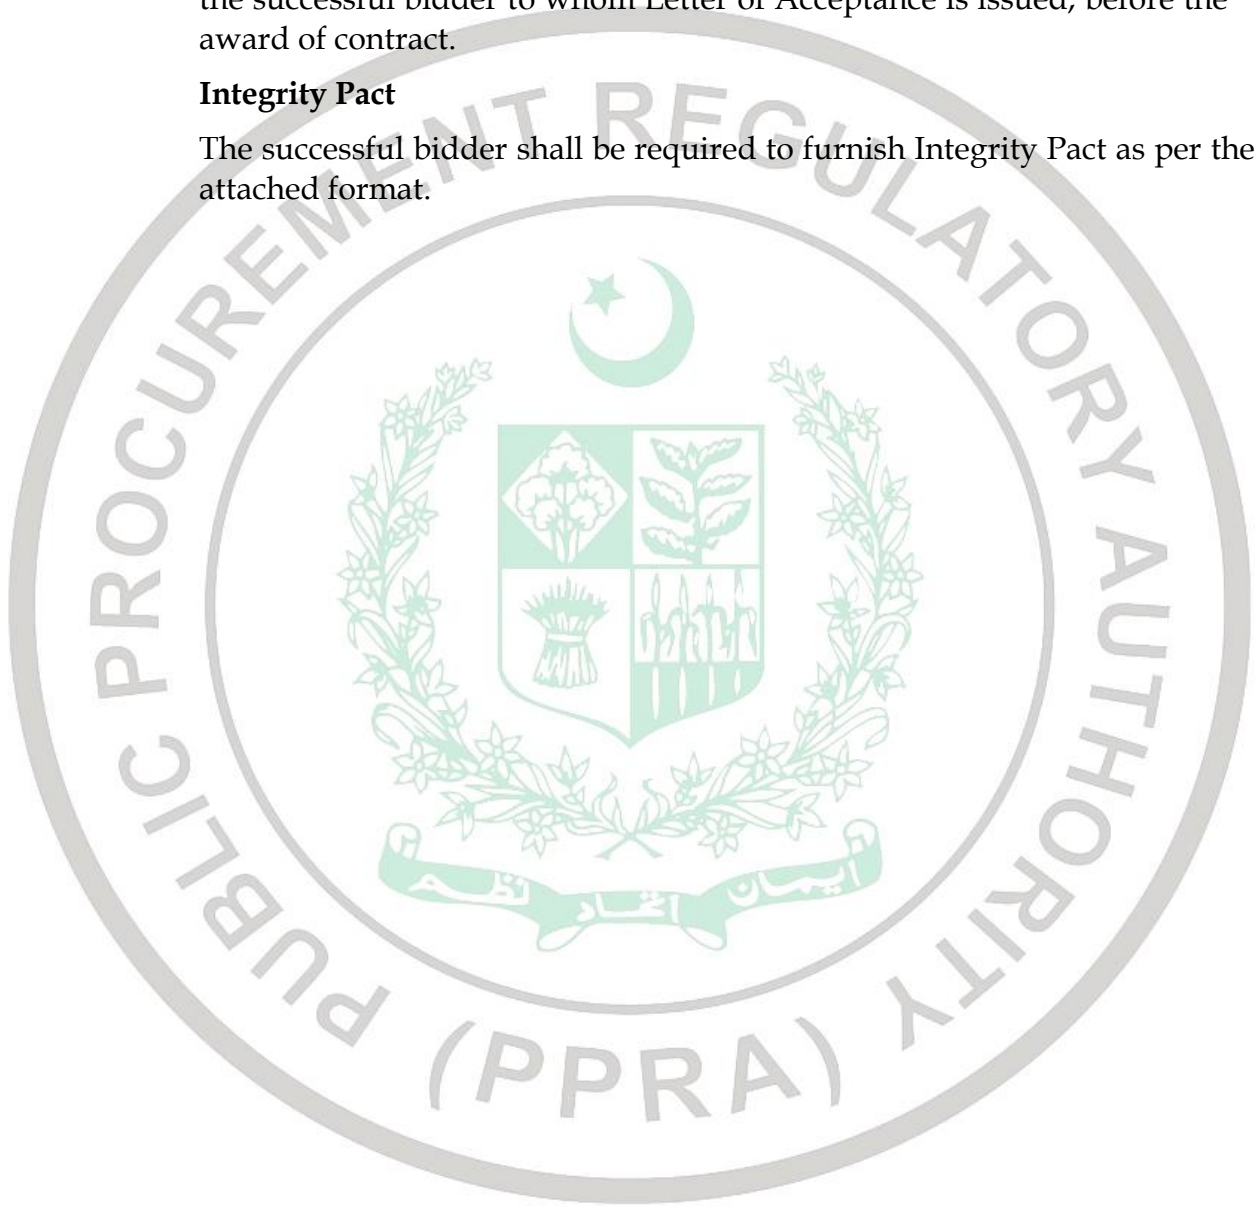 the successful bidder to whom Letter of Acceptance is issued, before the
award of contract.
Integrity Pact
The successful bidder shall be required to furnish Integrity Pact as per the
attached format.
PUBLIC PROCUREMENT REGULATORY AUTHORITY
(PPRA)
ایمان اتحاد نظم